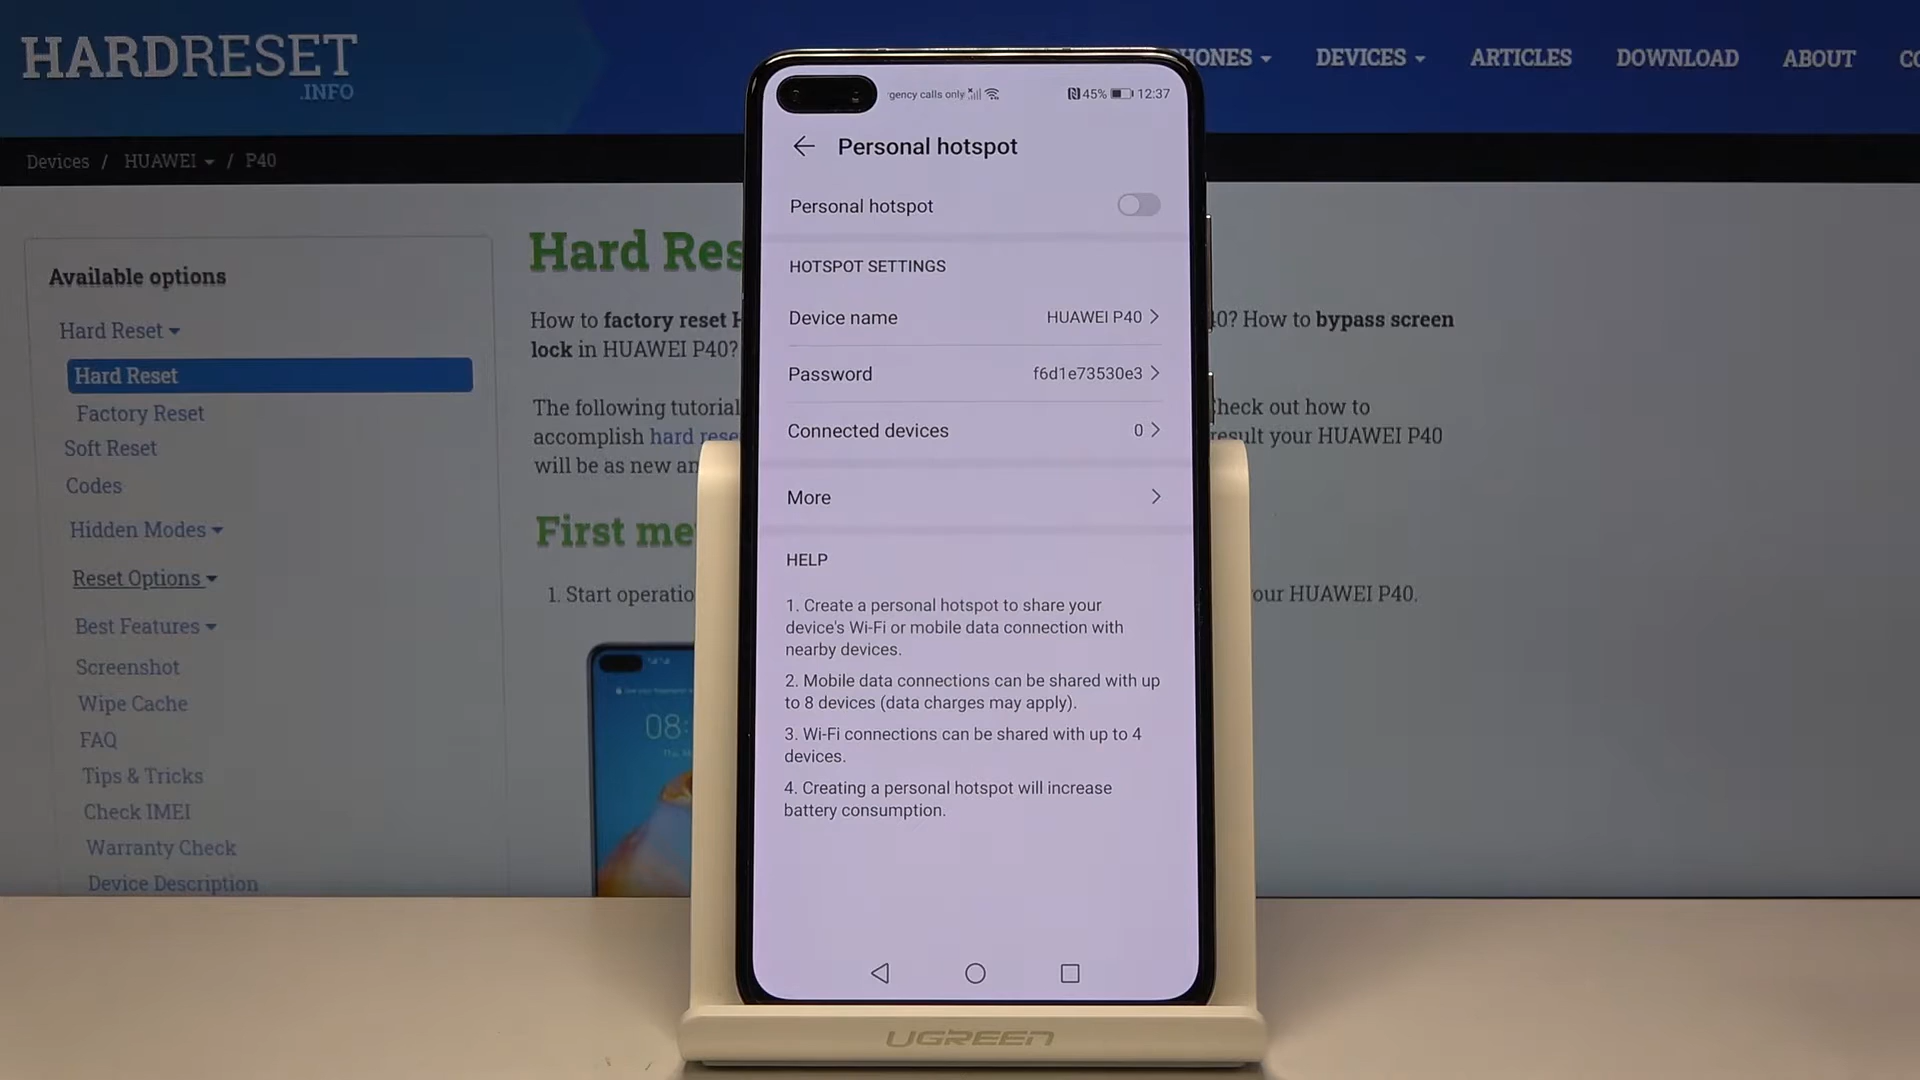 HARDRESET
.INFO
HONES
DEVICES
ARTICLES
DOWNLOAD
ABOUT
CO
Devices / HUAWEI / P40
Available options
Hard Reset
Hard Reset
Factory Reset
Soft Reset
Codes
Hidden Modes
Reset Options
Best Features
Screenshot
Wipe Cache
FAQ
Tips & Tricks
Check IMEI
Warranty Check
Device Description
Hard Res
How to factory reset H
lock in HUAWEI P40?
The following tutorial
accomplish hard rese
will be as new an
First me
1. Start operatio
08:
0? How to bypass screen
Check out how to
result your HUAWEI P40
our HUAWEI P40.
gency calls only
45% 12:37
Personal hotspot
Personal hotspot
HOTSPOT SETTINGS
Device name HUAWEI P40
Password f6d1e73530e3
Connected devices 0
More
HELP
1. Create a personal hotspot to share your
device's Wi-Fi or mobile data connection with
nearby devices.
2. Mobile data connections can be shared with up
to 8 devices (data charges may apply).
3. Wi-Fi connections can be shared with up to 4
devices.
4. Creating a personal hotspot will increase
battery consumption.
UGREEN